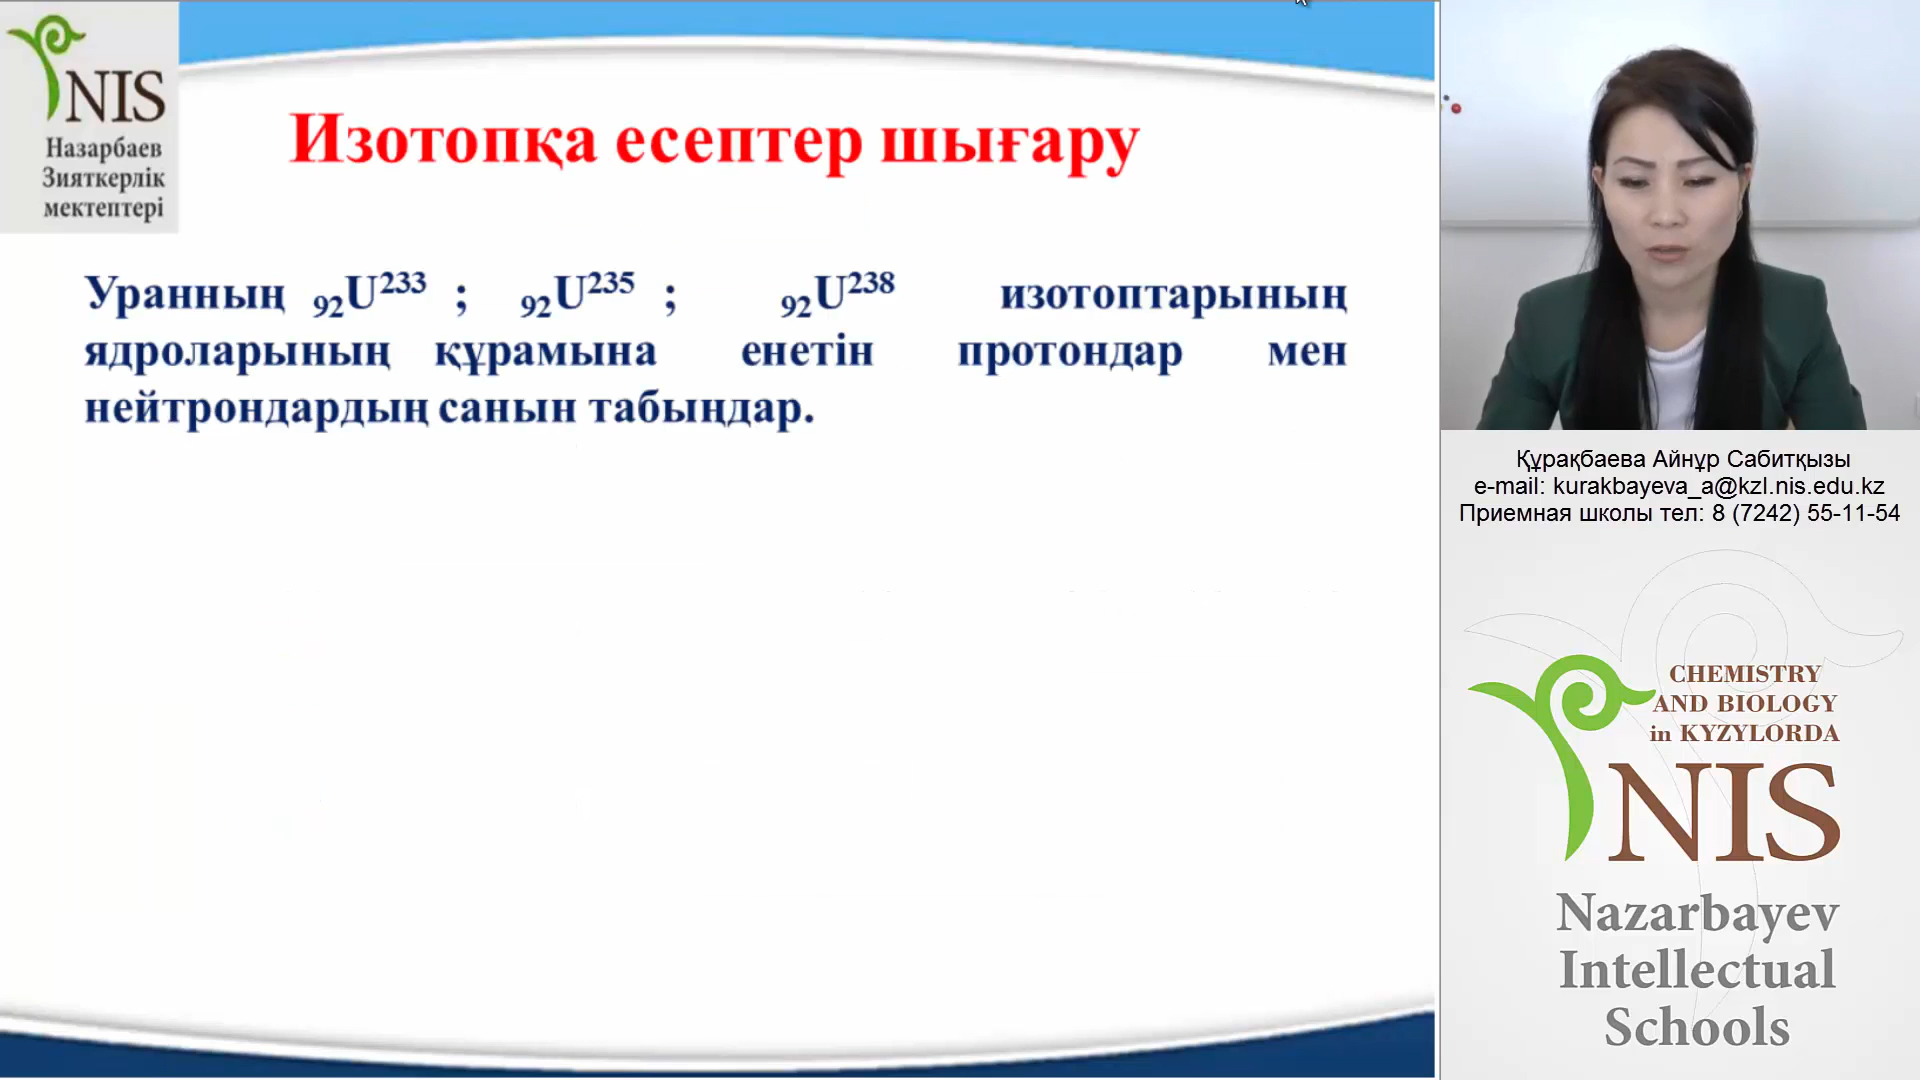 NIS
Назарбаев
Зияткерлік
мектептері
Изотопқа есептер шығару
Уранның ₉₂U²³³ ; ₉₂U²³⁵ ; ₉₂U²³⁸ изотоптарының
ядроларының құрамына енетін протондар мен
нейтрондардың санын табыңдар.
Құрақбаева Айнұр Сабитқызы
e-mail: kurakbayeva_a@kzl.nis.edu.kz
Приемная школы тел: 8 (7242) 55-11-54
CHEMISTRY
AND BIOLOGY
in KYZYLORDA
NIS
Nazarbayev
Intellectual
Schools